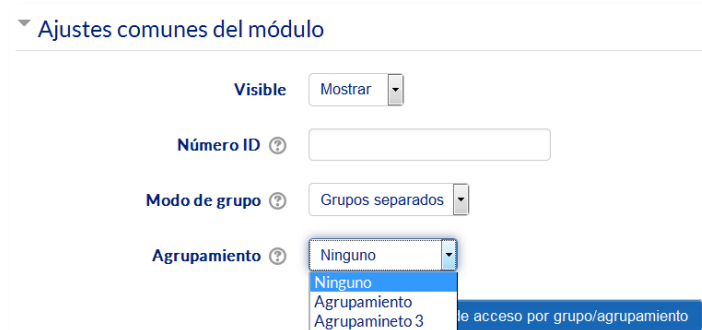 Ajustes comunes del módulo
Visible Mostrar
Número ID
Modo de grupo Grupos separados
Agrupamiento Ninguno
Ninguno
Agrupamiento
Agrupamineto 3 de acceso por grupo/agrupamiento